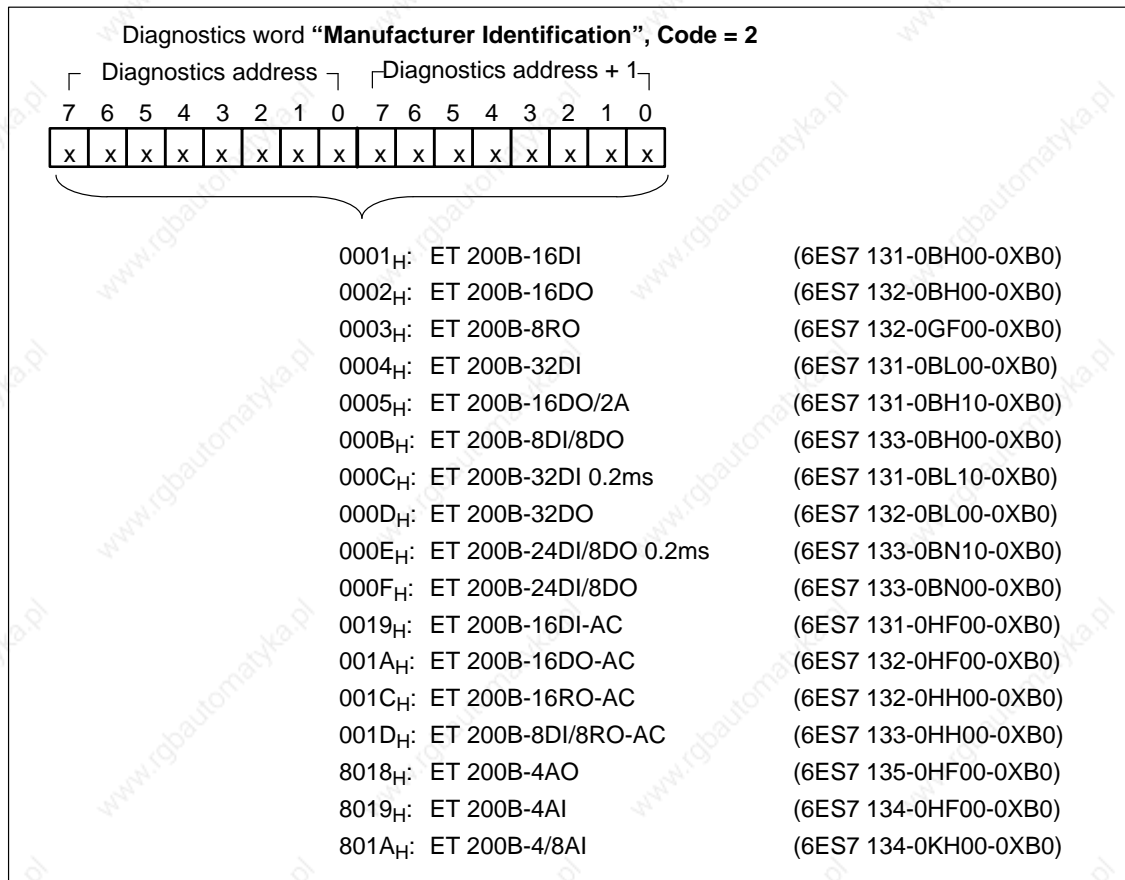 Diagnostics word “Manufacturer Identification”, Code = 2
Diagnostics address Diagnostics address + 1
7 6 5 4 3 2 1 0 7 6 5 4 3 2 1 0
x x x x x x x x x x x x x x x x
0001H: ET 200B-16DI (6ES7 131-0BH00-0XB0)
0002H: ET 200B-16DO (6ES7 132-0BH00-0XB0)
0003H: ET 200B-8RO (6ES7 132-0GF00-0XB0)
0004H: ET 200B-32DI (6ES7 131-0BL00-0XB0)
0005H: ET 200B-16DO/2A (6ES7 131-0BH10-0XB0)
000BH: ET 200B-8DI/8DO (6ES7 133-0BH00-0XB0)
000CH: ET 200B-32DI 0.2ms (6ES7 131-0BL10-0XB0)
000DH: ET 200B-32DO (6ES7 132-0BL00-0XB0)
000EH: ET 200B-24DI/8DO 0.2ms (6ES7 133-0BN10-0XB0)
000FH: ET 200B-24DI/8DO (6ES7 133-0BN00-0XB0)
0019H: ET 200B-16DI-AC (6ES7 131-0HF00-0XB0)
001AH: ET 200B-16DO-AC (6ES7 132-0HF00-0XB0)
001CH: ET 200B-16RO-AC (6ES7 132-0HH00-0XB0)
001DH: ET 200B-8DI/8RO-AC (6ES7 133-0HH00-0XB0)
8018H: ET 200B-4AO (6ES7 135-0HF00-0XB0)
8019H: ET 200B-4AI (6ES7 134-0HF00-0XB0)
801AH: ET 200B-4/8AI (6ES7 134-0KH00-0XB0)
www.rgbautomatyka.pl